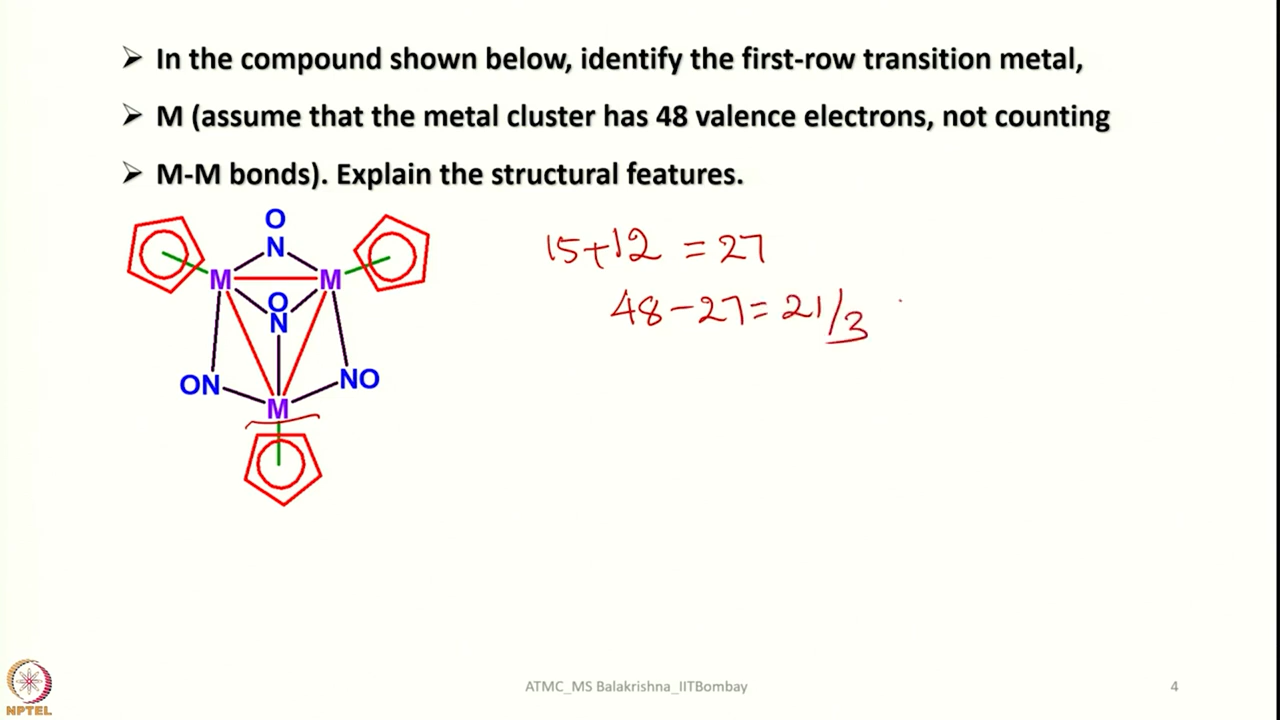 ➢ In the compound shown below, identify the first-row transition metal,
➢ M (assume that the metal cluster has 48 valence electrons, not counting
➢ M-M bonds). Explain the structural features.
O
N
M M
O
N
ON NO
M
15+12 = 27
48-27= 21/3
NPTEL
ATMC_MS Balakrishna_IITBombay 4